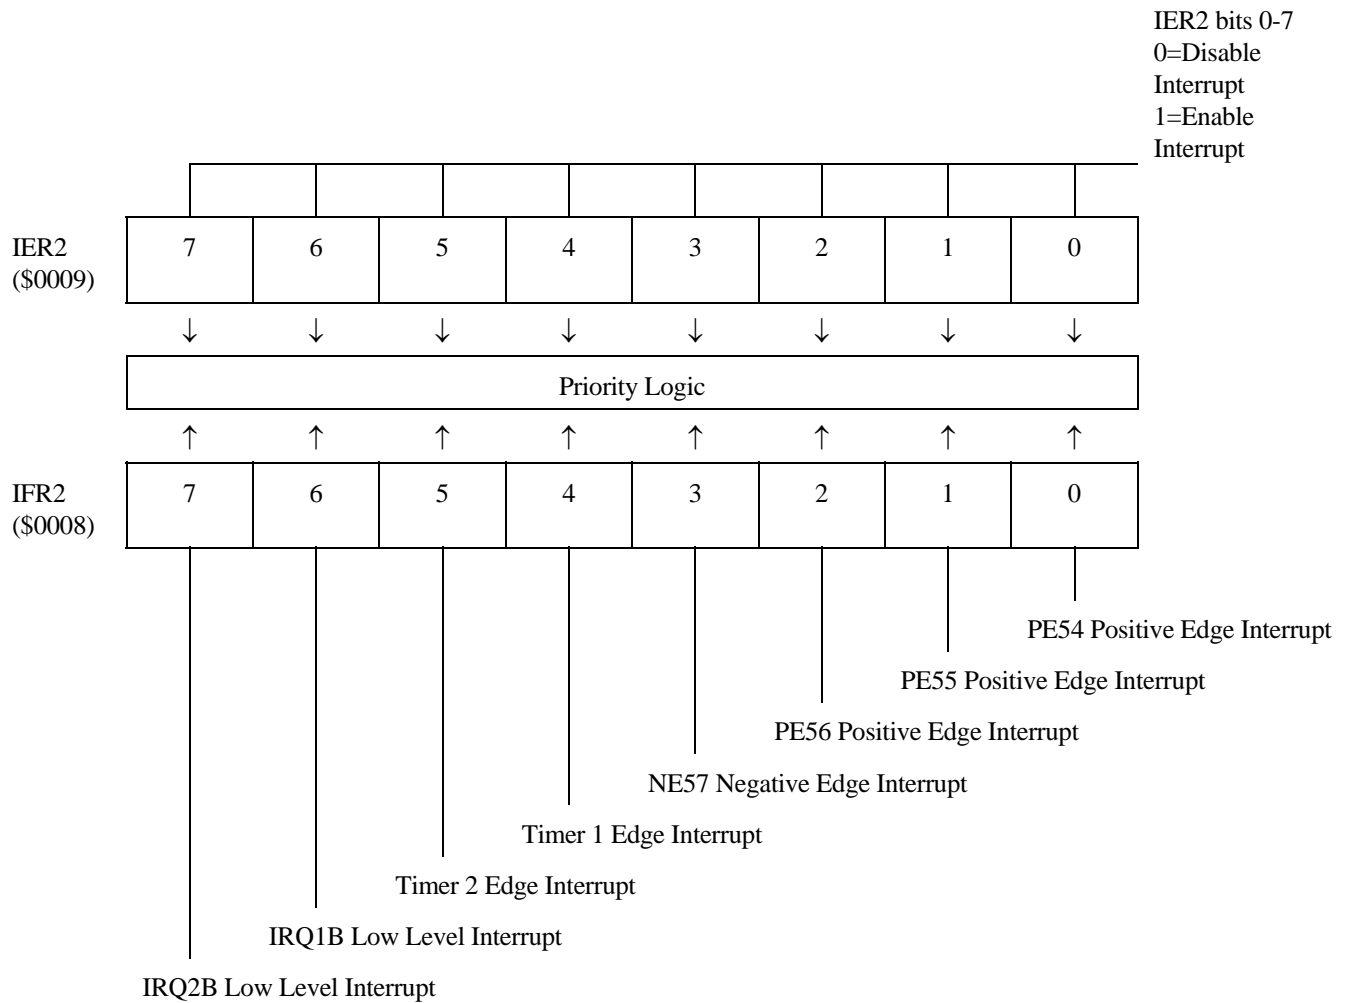 IER2 bits 0-7
0=Disable
Interrupt
1=Enable
Interrupt
IER2
($0009)
7 6 5 4 3 2 1 0
Priority Logic
IFR2
($0008)
7 6 5 4 3 2 1 0
PE54 Positive Edge Interrupt
PE55 Positive Edge Interrupt
PE56 Positive Edge Interrupt
NE57 Negative Edge Interrupt
Timer 1 Edge Interrupt
Timer 2 Edge Interrupt
IRQ1B Low Level Interrupt
IRQ2B Low Level Interrupt